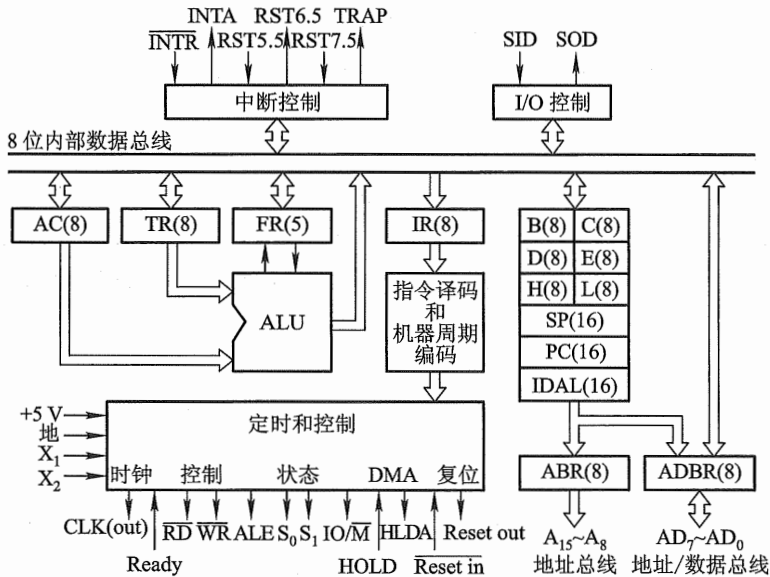 INTA RST6.5 TRAP
I̅N̅T̅R̅ RST5.5 RST7.5
SID SOD
中断控制
I/O 控制
8 位内部数据总线
AC(8) TR(8) FR(5) IR(8)
B(8) C(8)
D(8) E(8)
H(8) L(8)
SP(16)
PC(16)
IDAL(16)
ALU
指令译码
和
机器周期
编码
+5 V
地
X₁
X₂
定时和控制
时钟 控制 状态 DMA 复位
ABR(8) ADBR(8)
CLK(out) R̅D̅ W̅R̅ ALE S₀ S₁ IO/M̅ HLDA Reset out
Ready HOLD R̅e̅s̅e̅t̅ i̅n̅
A₁₅~A₈
地址总线
AD₇~AD₀
地址/数据总线